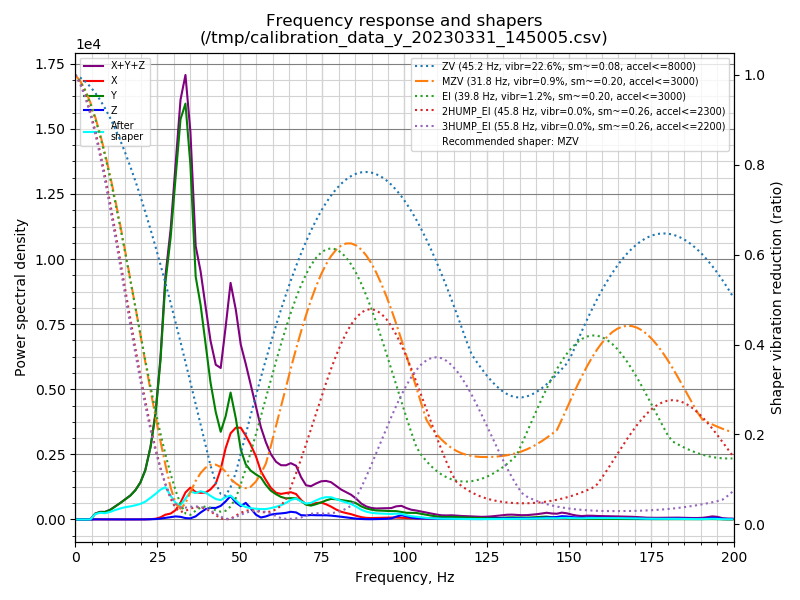 Frequency response and shapers
(/tmp/calibration_data_y_20230331_145005.csv)
1e4
X+Y+Z
X
Y
Z
After
shaper
ZV (45.2 Hz, vibr=22.6%, sm~=0.08, accel<=8000)
MZV (31.8 Hz, vibr=0.9%, sm~=0.20, accel<=3000)
EI (39.8 Hz, vibr=1.2%, sm~=0.20, accel<=3000)
2HUMP_EI (45.8 Hz, vibr=0.0%, sm~=0.26, accel<=2300)
3HUMP_EI (55.8 Hz, vibr=0.0%, sm~=0.26, accel<=2200)
Recommended shaper: MZV
Power spectral density
1.75
1.50
1.25
1.00
0.75
0.50
0.25
0.00
1.0
0.8
0.6
0.4
0.2
0.0
Shaper vibration reduction (ratio)
0 25 50 75 100 125 150 175 200
Frequency, Hz